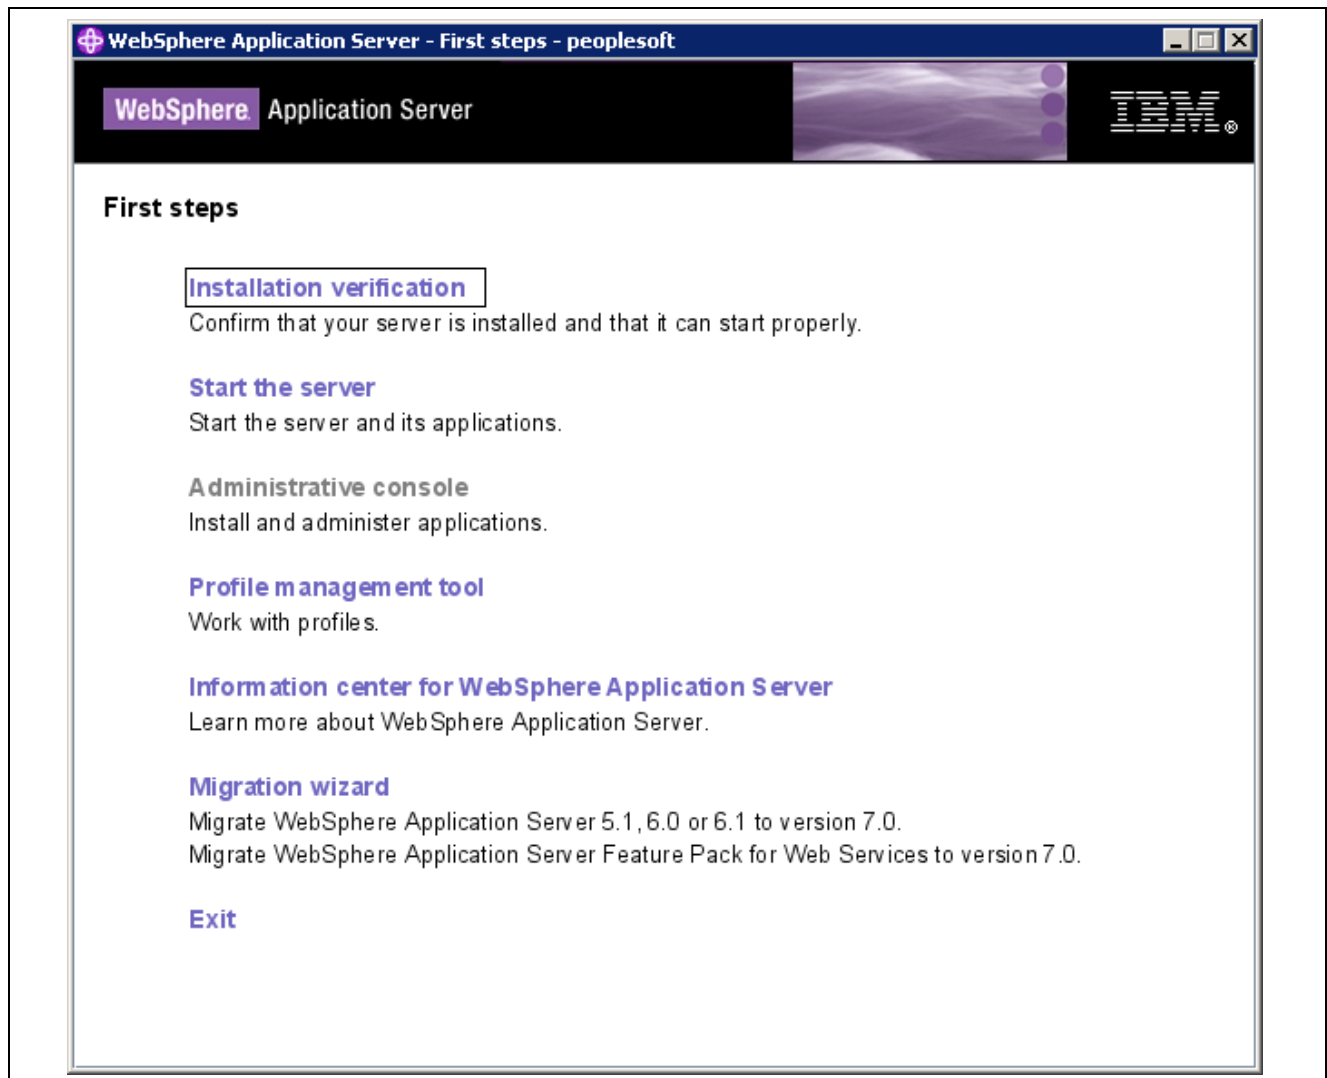 WebSphere Application Server - First steps - peoplesoft
WebSphere. Application Server
IBM®
First steps
Installation verification
Confirm that your server is installed and that it can start properly.
Start the server
Start the server and its applications.
Administrative console
Install and administer applications.
Profile management tool
Work with profiles.
Information center for WebSphere Application Server
Learn more about WebSphere Application Server.
Migration wizard
Migrate WebSphere Application Server 5.1, 6.0 or 6.1 to version 7.0.
Migrate WebSphere Application Server Feature Pack for Web Services to version 7.0.
Exit